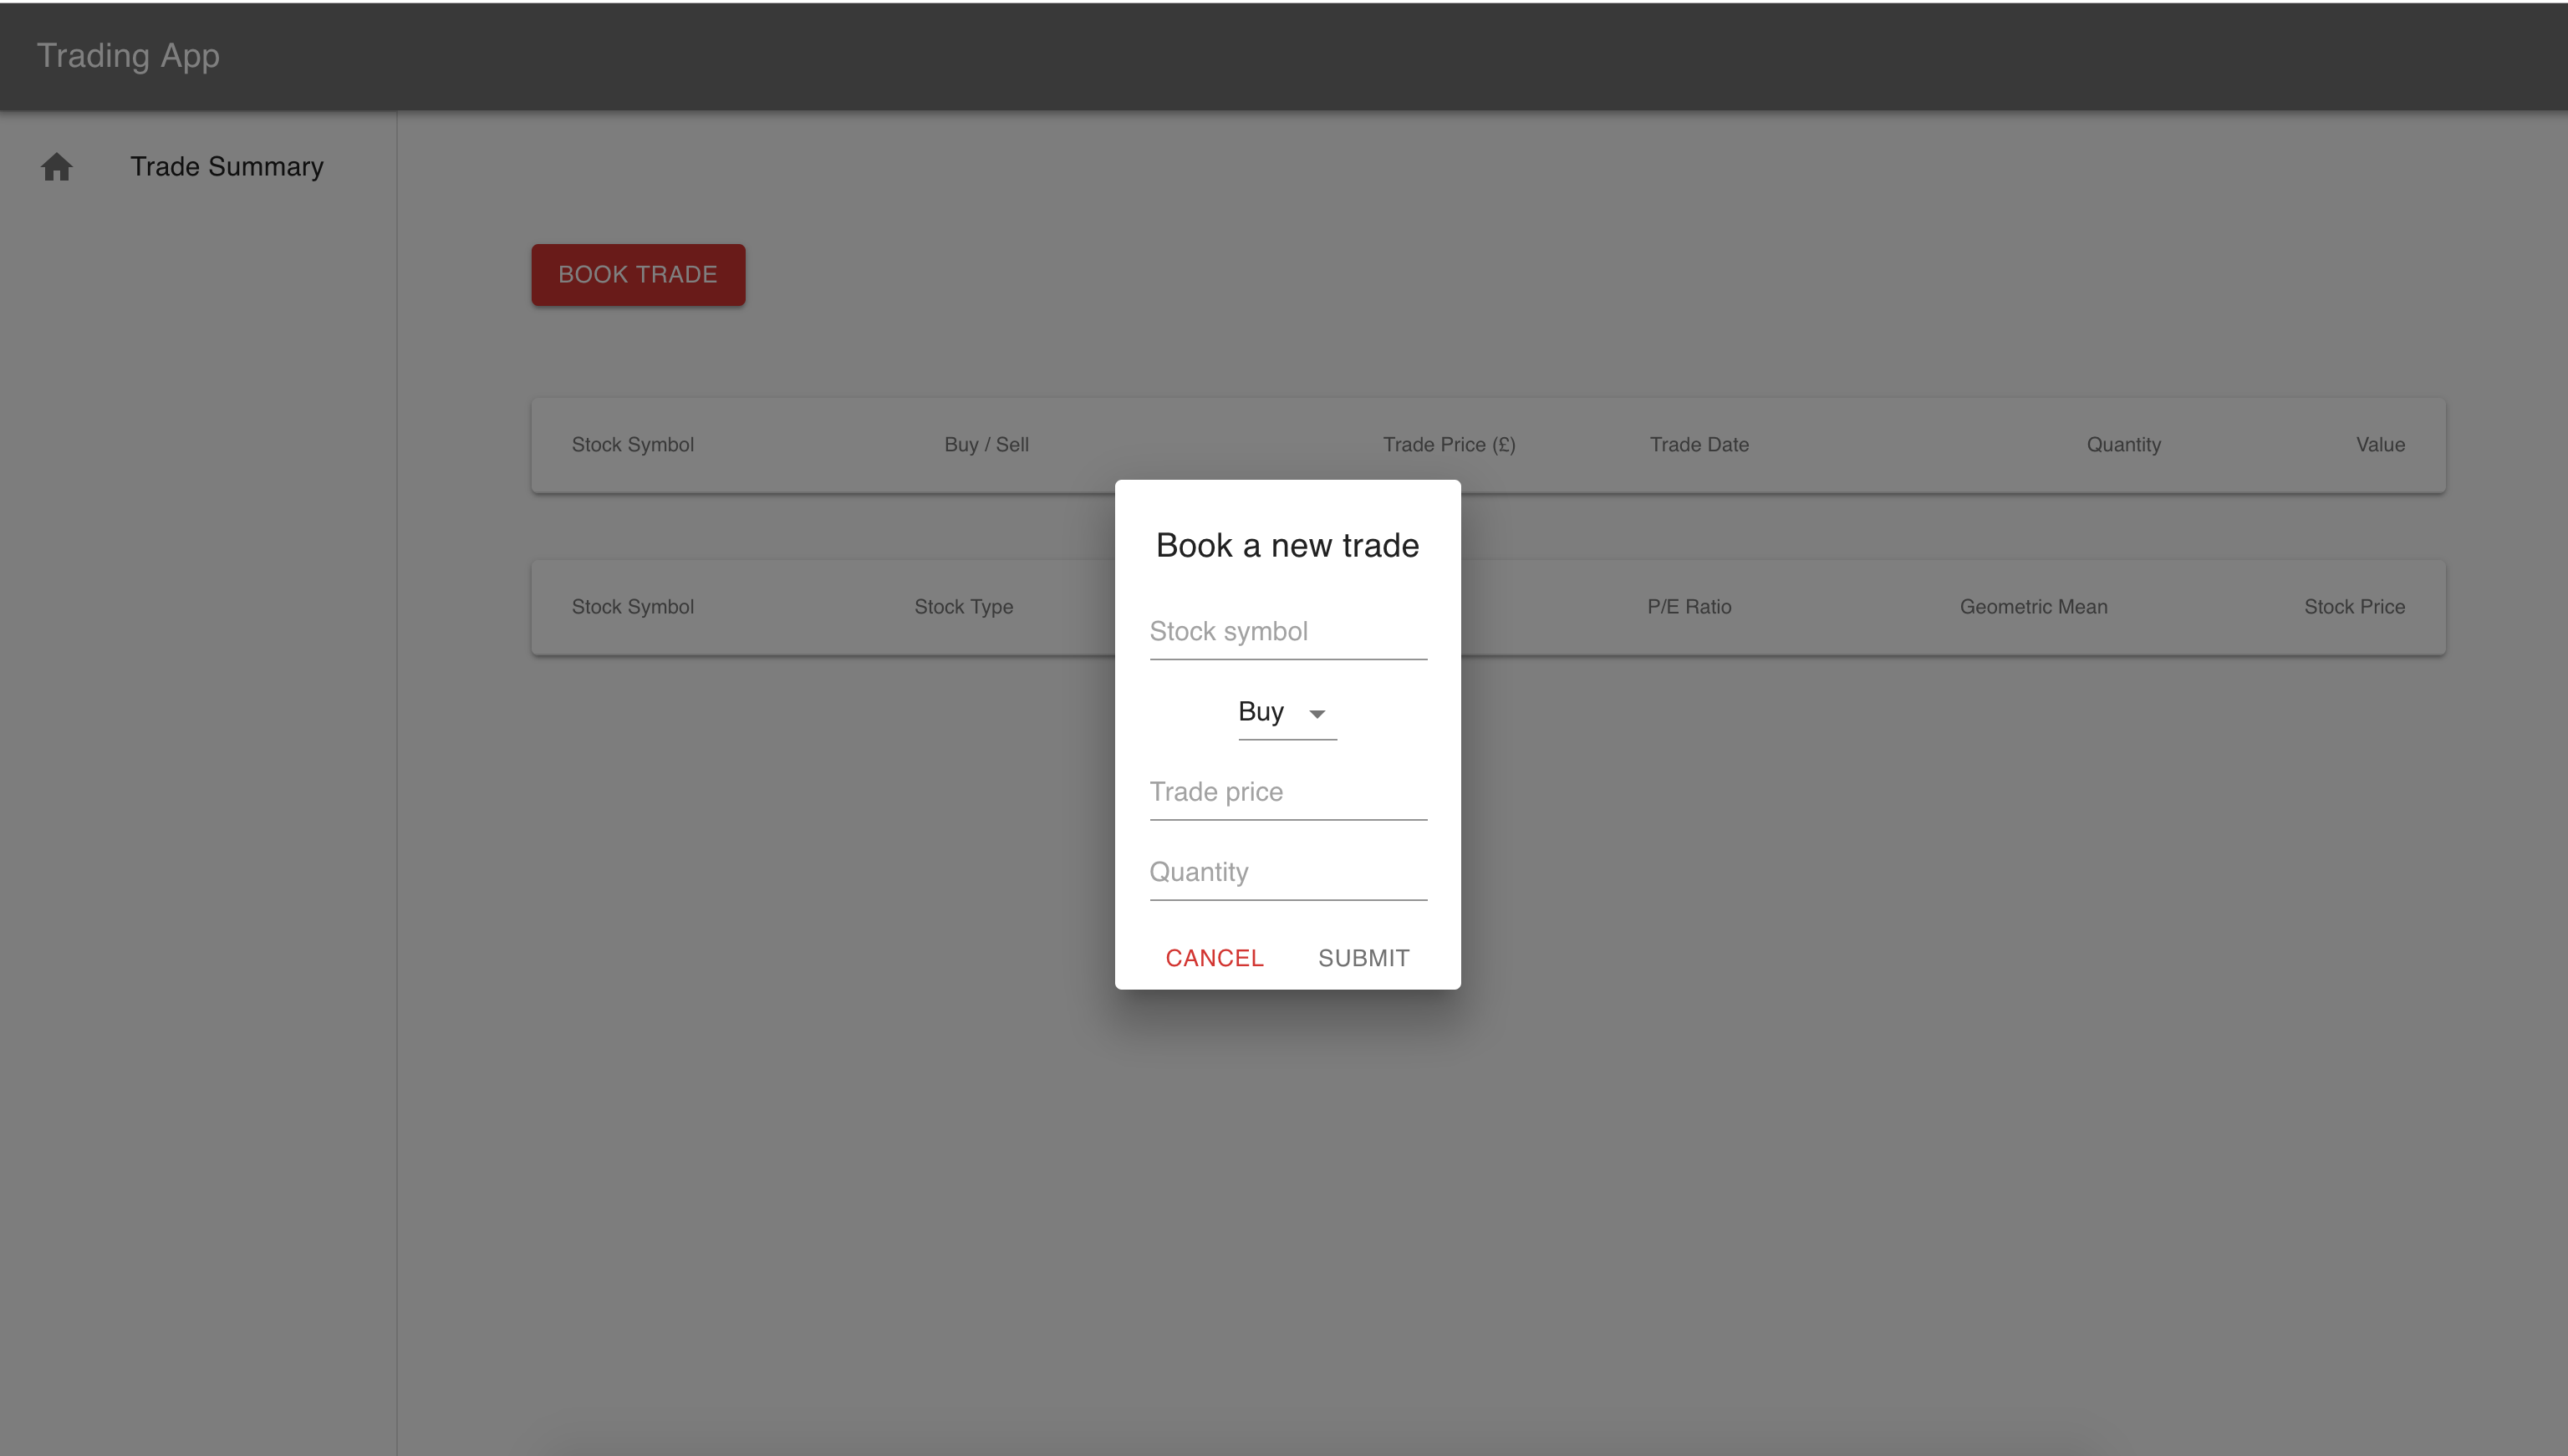 Trading App
Trade Summary
BOOK TRADE
Stock Symbol Buy / Sell Trade Price (£) Trade Date Quantity Value
Stock Symbol Stock Type P/E Ratio Geometric Mean Stock Price
Book a new trade
Stock symbol
Buy
Trade price
Quantity
CANCEL SUBMIT